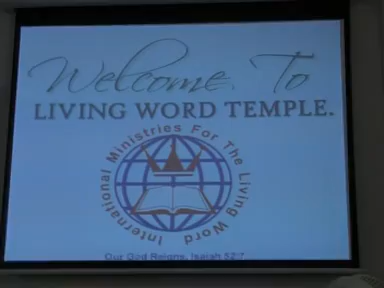 Welcome To
LIVING WORD TEMPLE.
International Ministries For The Living Word
Our God Reigns, Isaiah 52:7